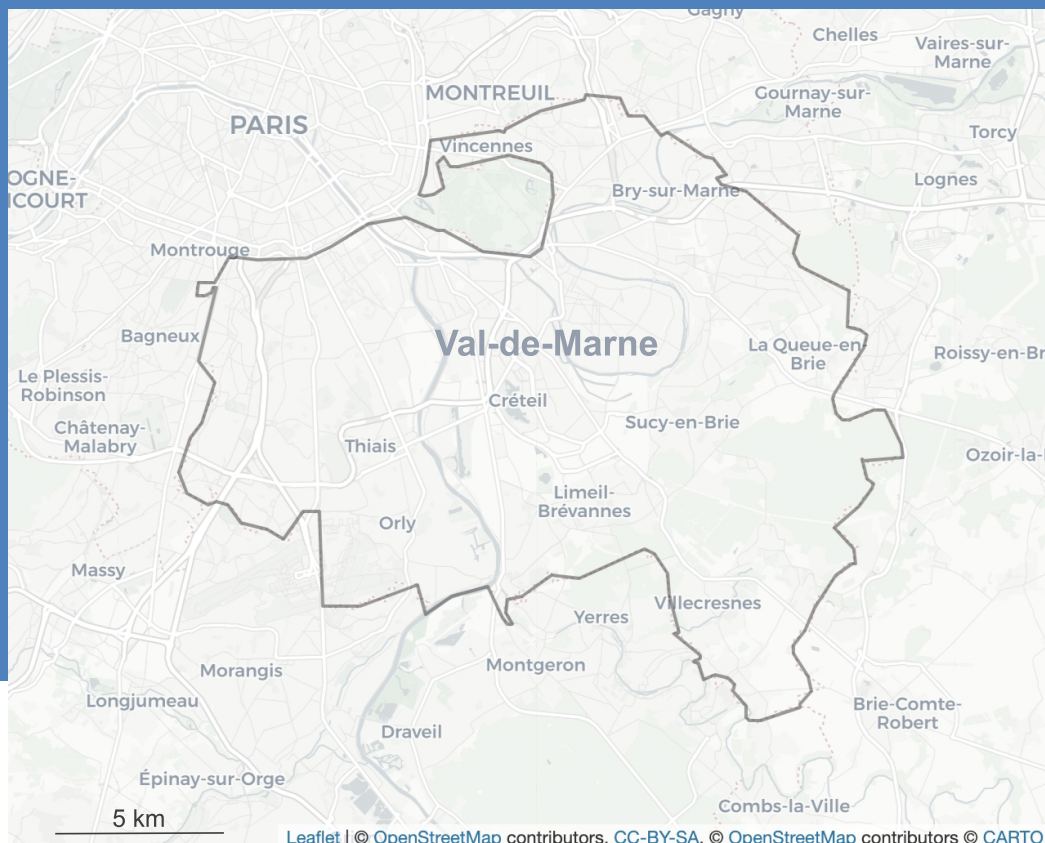 Gagny
Chelles
Vaires-sur-
Marne
MONTREUIL
Gournay-sur-
Marne
PARIS
Torcy
Vincennes
OGNE-
ICOURT
Bry-sur-Marne
Lognes
Montrouge
Bagneux
Val-de-Marne
La Queue-en-
Brie
Roissy-en-Br
Le Plessis-
Robinson
Créteil
Châtenay-
Malabry
Sucy-en-Brie
Thiais
Ozoir-la-
Limeil-
Brévannes
Orly
Massy
Villecresnes
Yerres
Morangis
Montgeron
Longjumeau
Brie-Comte-
Robert
Draveil
Épinay-sur-Orge
Combs-la-Ville
5 km
Leaflet | © OpenStreetMap contributors, CC-BY-SA, © OpenStreetMap contributors © CARTO